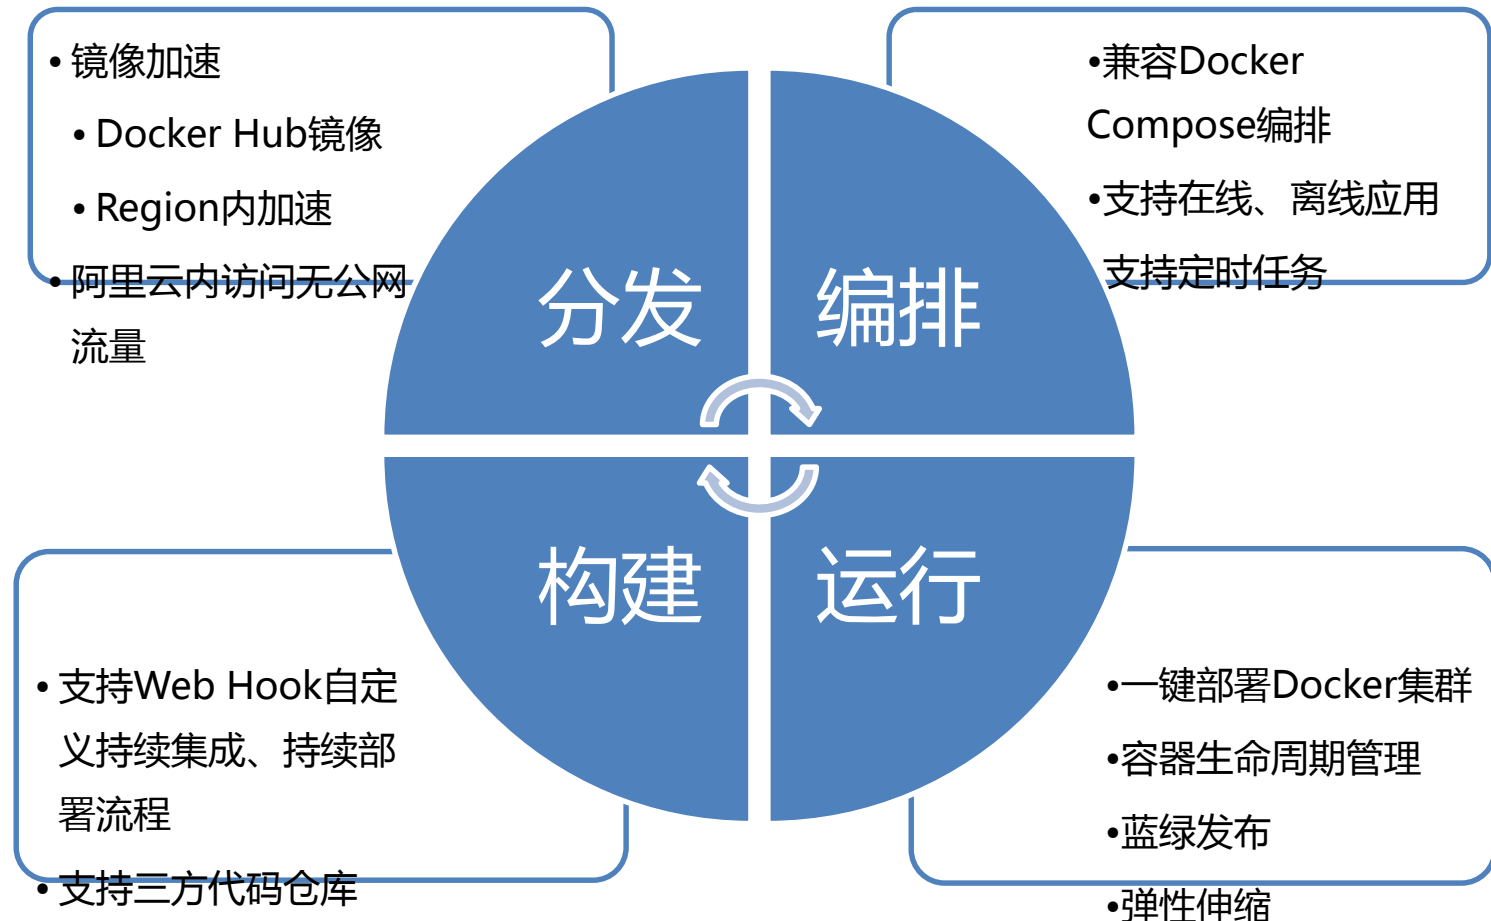 • 镜像加速
• Docker Hub镜像
• Region内加速
• 阿里云内访问无公网
流量
•兼容Docker
Compose编排
•支持在线、离线应用
支持定时任务
分发
编排
构建
运行
• 支持Web Hook自定
义持续集成、持续部
署流程
• 支持三方代码仓库
•一键部署Docker集群
•容器生命周期管理
•蓝绿发布
•弹性伸缩